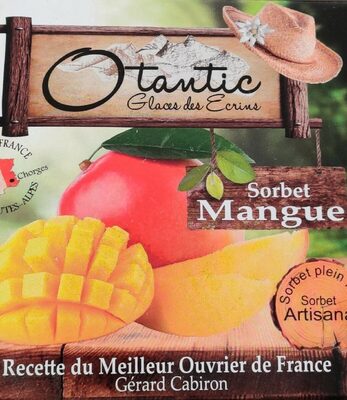 Otantic
Glaces des Ecrins
FRANCE
Chorges
Sorbet
Mangue
Sorbet plein
Sorbet
Recette du Meilleur Ouvrier de France
Gérard Cabiron